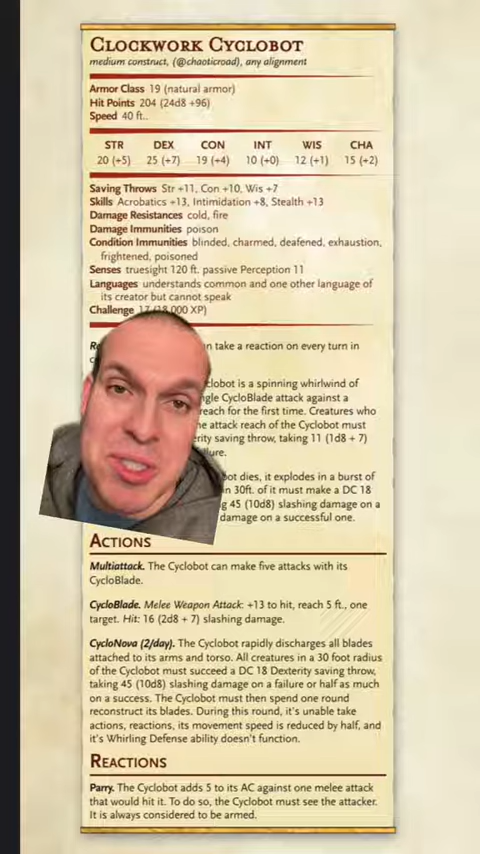 Clockwork Cyclobot
medium construct, (@chaoticroad), any alignment
Armor Class 19 (natural armor)
Hit Points 204 (24d8 +96)
Speed 40 ft..
STR DEX CON INT WIS CHA
20 (+5) 25 (+7) 19 (+4) 10 (+0) 12 (+1) 15 (+2)
Saving Throws Str +11, Con +10, Wis +7
Skills Acrobatics +13, Intimidation +8, Stealth +13
Damage Resistances cold, fire
Damage Immunities poison
Condition Immunities blinded, charmed, deafened, exhaustion,
frightened, poisoned
Senses truesight 120 ft. passive Perception 11
Languages understands common and one other language of
its creator but cannot speak
Challenge 17 (18,000 XP)
can take a reaction on every turn in
is a spinning whirlwind of
CycloBlade attack against a
reach for the first time. Creatures who
attack reach of the Cyclobot must
saving throw, taking 11 (1d8 + 7)
dies, it explodes in a burst of
30ft. of it must make a DC 18
45 (10d8) slashing damage on a
damage on a successful one.
Actions
Multiattack. The Cyclobot can make five attacks with its
CycloBlade.
CycloBlade. Melee Weapon Attack: +13 to hit, reach 5 ft., one
target. Hit: 16 (2d8 + 7) slashing damage.
CycloNova (2/day). The Cyclobot rapidly discharges all blades
attached to its arms and torso. All creatures in a 30 foot radius
of the Cyclobot must succeed a DC 18 Dexterity saving throw,
taking 45 (10d8) slashing damage on a failure or half as much
on a success. The Cyclobot must then spend one round
reconstruct its blades. During this round, it's unable take
actions, reactions, its movement speed is reduced by half, and
it's Whirling Defense ability doesn't function.
Reactions
Parry. The Cyclobot adds 5 to its AC against one melee attack
that would hit it. To do so, the Cyclobot must see the attacker.
It is always considered to be armed.